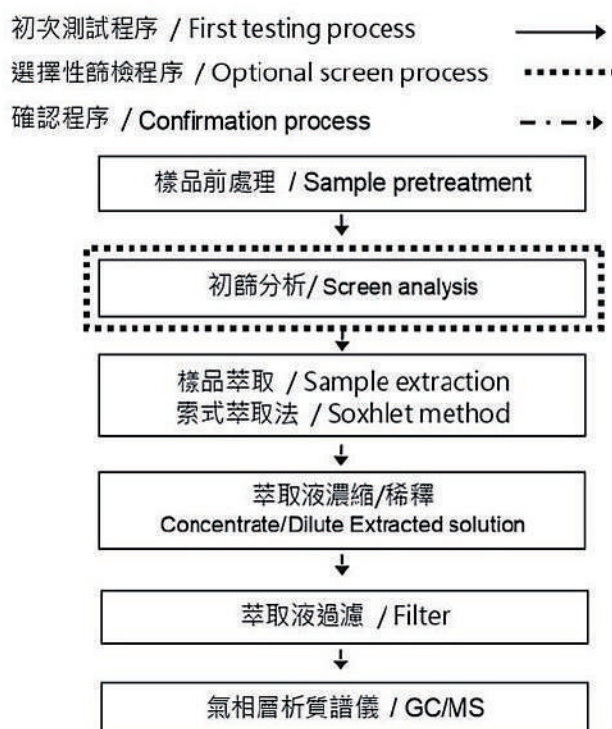 初次測試程序 / First testing process
選擇性篩檢程序 / Optional screen process
確認程序 / Confirmation process
樣品前處理 / Sample pretreatment
初篩分析/ Screen analysis
樣品萃取 / Sample extraction
索式萃取法 / Soxhlet method
萃取液濃縮/稀釋
Concentrate/Dilute Extracted solution
萃取液過濾 / Filter
氣相層析質譜儀 / GC/MS